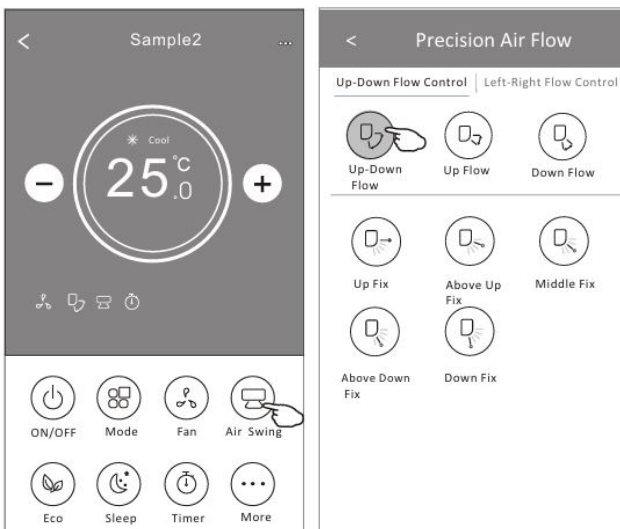 Sample2
...
Cool
25.0 °C
ON/OFF
Mode
Fan
Air Swing
Eco
Sleep
Timer
More
Precision Air Flow
Up-Down Flow Control
Left-Right Flow Control
Up-Down
Flow
Up Flow
Down Flow
Up Fix
Above Up
Fix
Middle Fix
Above Down
Fix
Down Fix